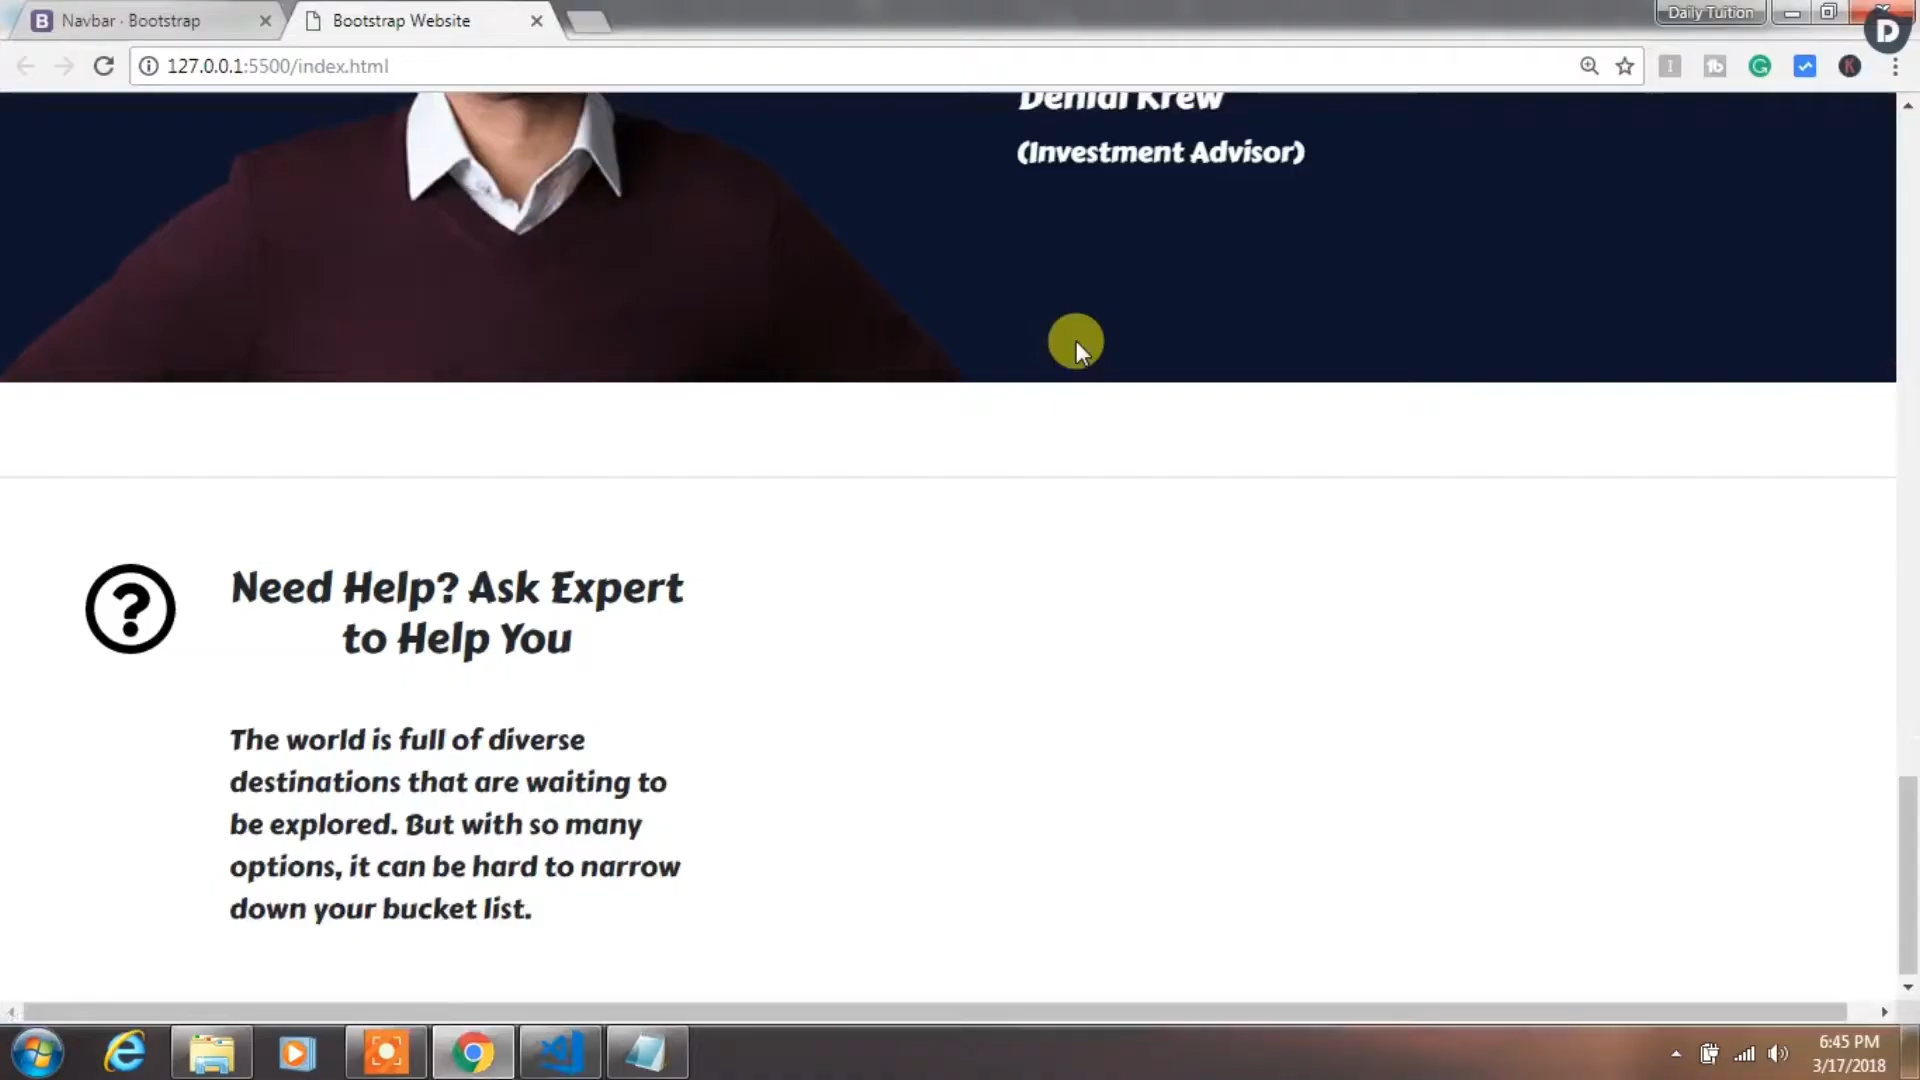 Navbar · Bootstrap
Bootstrap Website
Daily Tuition
D
127.0.0.1:5500/index.html
Denial Krew
(Investment Advisor)
Need Help? Ask Expert
to Help You
The world is full of diverse
destinations that are waiting to
be explored. But with so many
options, it can be hard to narrow
down your bucket list.
6:45 PM
3/17/2018